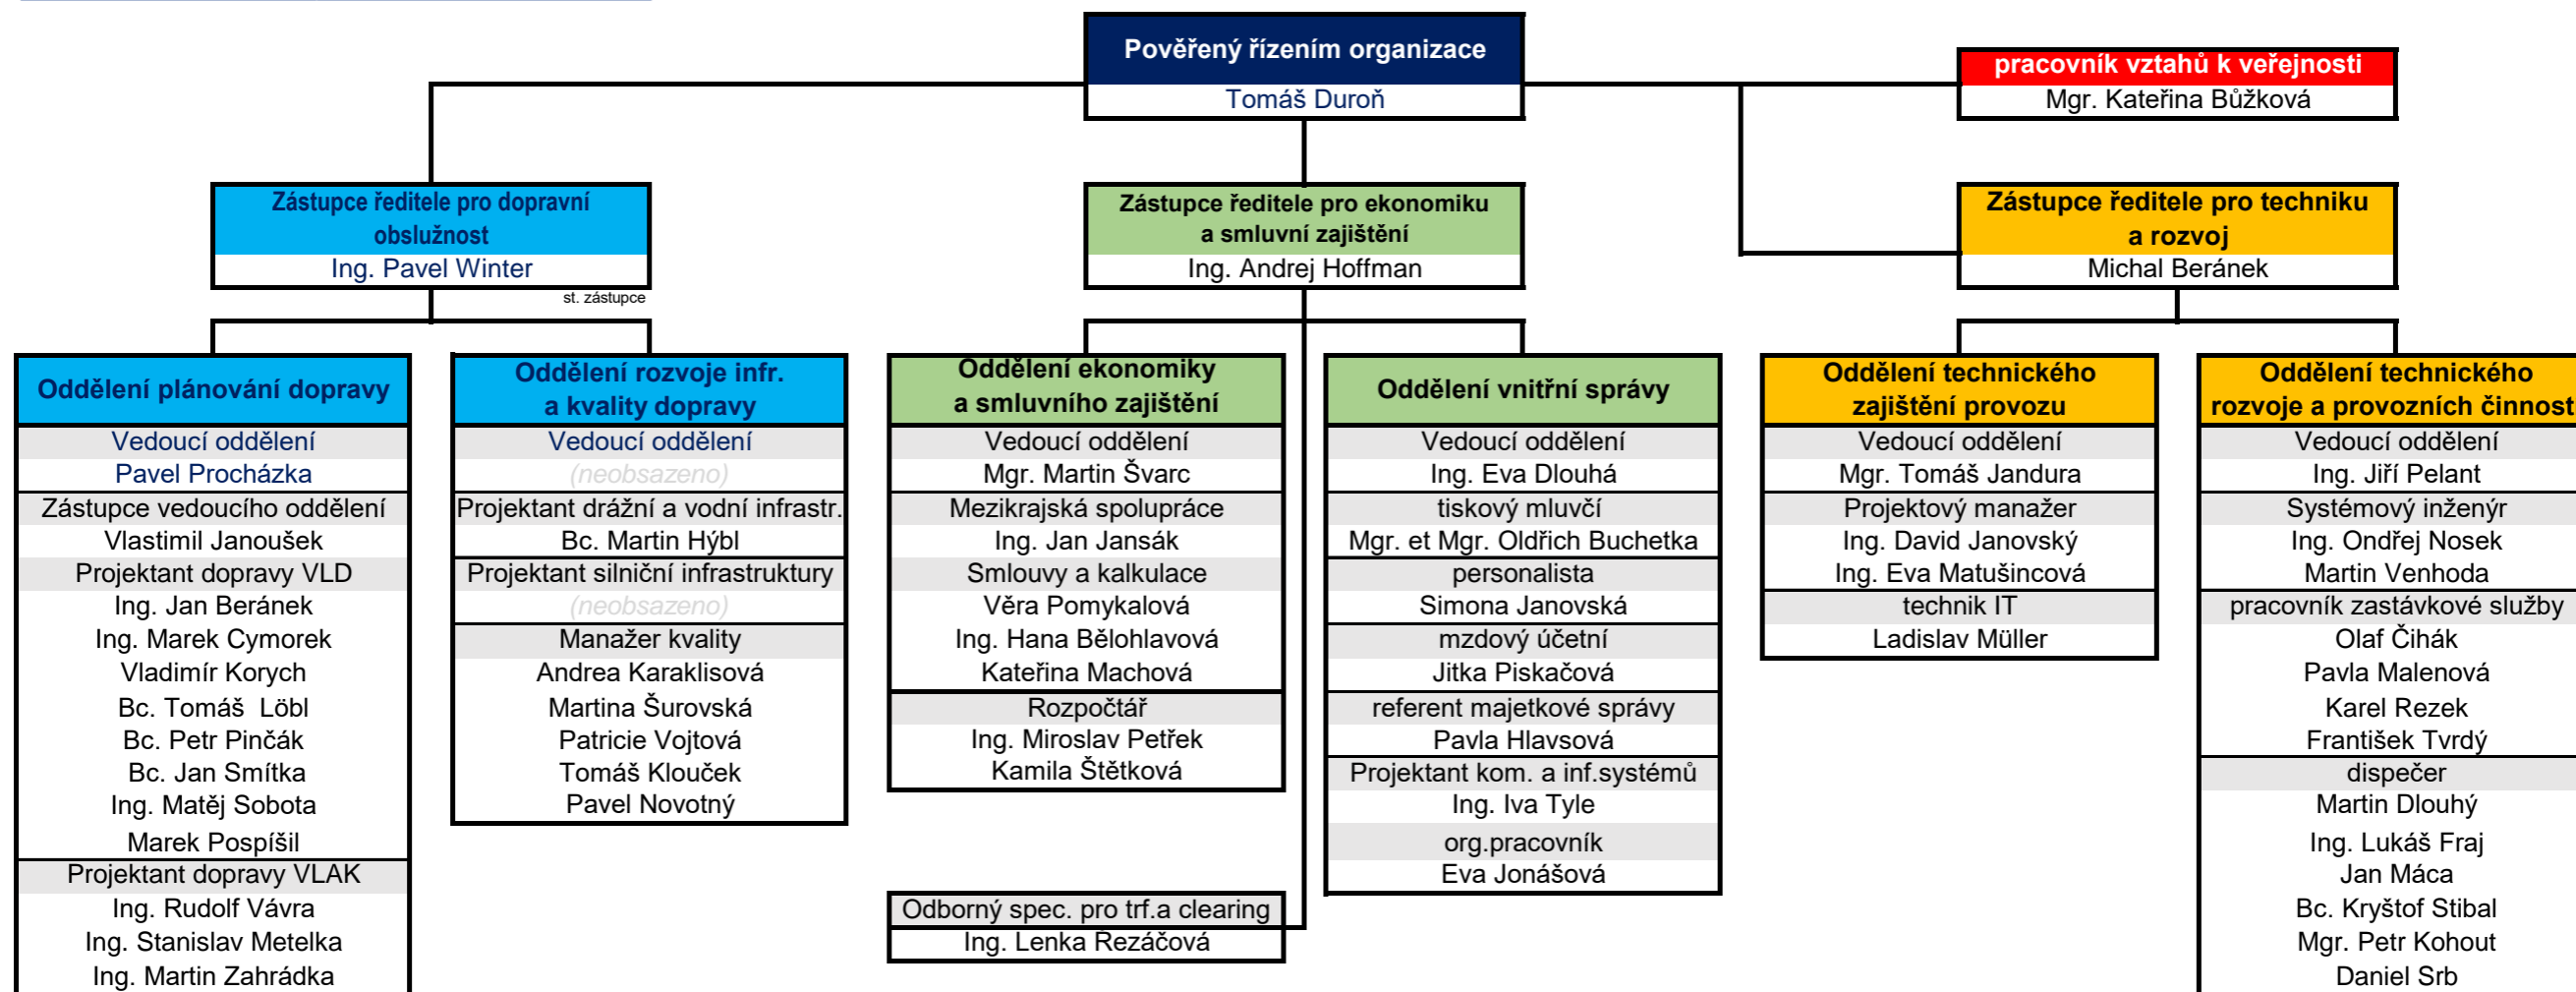 Pověřený řízením organizace
Tomáš Duroň
pracovník vztahů k veřejnosti
Mgr. Kateřina Bůžková
Zástupce ředitele pro dopravní
obslužnost
Ing. Pavel Winter
st. zástupce
Zástupce ředitele pro ekonomiku
a smluvní zajištění
Ing. Andrej Hoffman
Zástupce ředitele pro techniku
a rozvoj
Michal Beránek
Oddělení plánování dopravy
Vedoucí oddělení
Pavel Procházka
Zástupce vedoucího oddělení
Vlastimil Janoušek
Projektant dopravy VLD
Ing. Jan Beránek
Ing. Marek Cymorek
Vladimír Korych
Bc. Tomáš Löbl
Bc. Petr Pinčák
Bc. Jan Smítka
Ing. Matěj Sobota
Marek Pospíšil
Projektant dopravy VLAK
Ing. Rudolf Vávra
Ing. Stanislav Metelka
Ing. Martin Zahrádka
Oddělení rozvoje infr.
a kvality dopravy
Vedoucí oddělení
(neobsazeno)
Projektant drážní a vodní infrastr.
Bc. Martin Hýbl
Projektant silniční infrastruktury
(neobsazeno)
Manažer kvality
Andrea Karaklisová
Martina Šurovská
Patricie Vojtová
Tomáš Klouček
Pavel Novotný
Oddělení ekonomiky
a smluvního zajištění
Vedoucí oddělení
Mgr. Martin Švarc
Mezikrajská spolupráce
Ing. Jan Jansák
Smlouvy a kalkulace
Věra Pomykalová
Ing. Hana Bělohlavová
Kateřina Machová
Rozpočtář
Ing. Miroslav Petřek
Kamila Štětková
Odborný spec. pro trf.a clearing
Ing. Lenka Řezáčová
Oddělení vnitřní správy
Vedoucí oddělení
Ing. Eva Dlouhá
tiskový mluvčí
Mgr. et Mgr. Oldřich Buchetka
personalista
Simona Janovská
mzdový účetní
Jitka Piskačová
referent majetkové správy
Pavla Hlavsová
Projektant kom. a inf.systémů
Ing. Iva Tyle
org.pracovník
Eva Jonášová
Oddělení technického
zajištění provozu
Vedoucí oddělení
Mgr. Tomáš Jandura
Projektový manažer
Ing. David Janovský
Ing. Eva Matušincová
technik IT
Ladislav Müller
Oddělení technického
rozvoje a provozních činnost
Vedoucí oddělení
Ing. Jiří Pelant
Systémový inženýr
Ing. Ondřej Nosek
Martin Venhoda
pracovník zastávkové služby
Olaf Čihák
Pavla Malenová
Karel Rezek
František Tvrdý
dispečer
Martin Dlouhý
Ing. Lukáš Fraj
Jan Máca
Bc. Kryštof Stibal
Mgr. Petr Kohout
Daniel Srb